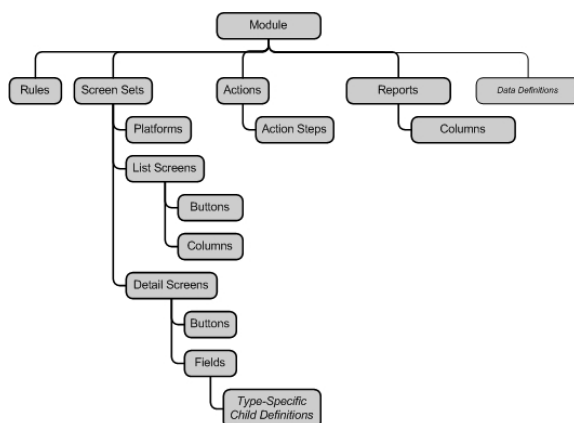 Module
Rules
Screen Sets
Actions
Reports
Data Definitions
Platforms
Action Steps
Columns
List Screens
Buttons
Columns
Detail Screens
Buttons
Fields
Type-Specific
Child Definitions